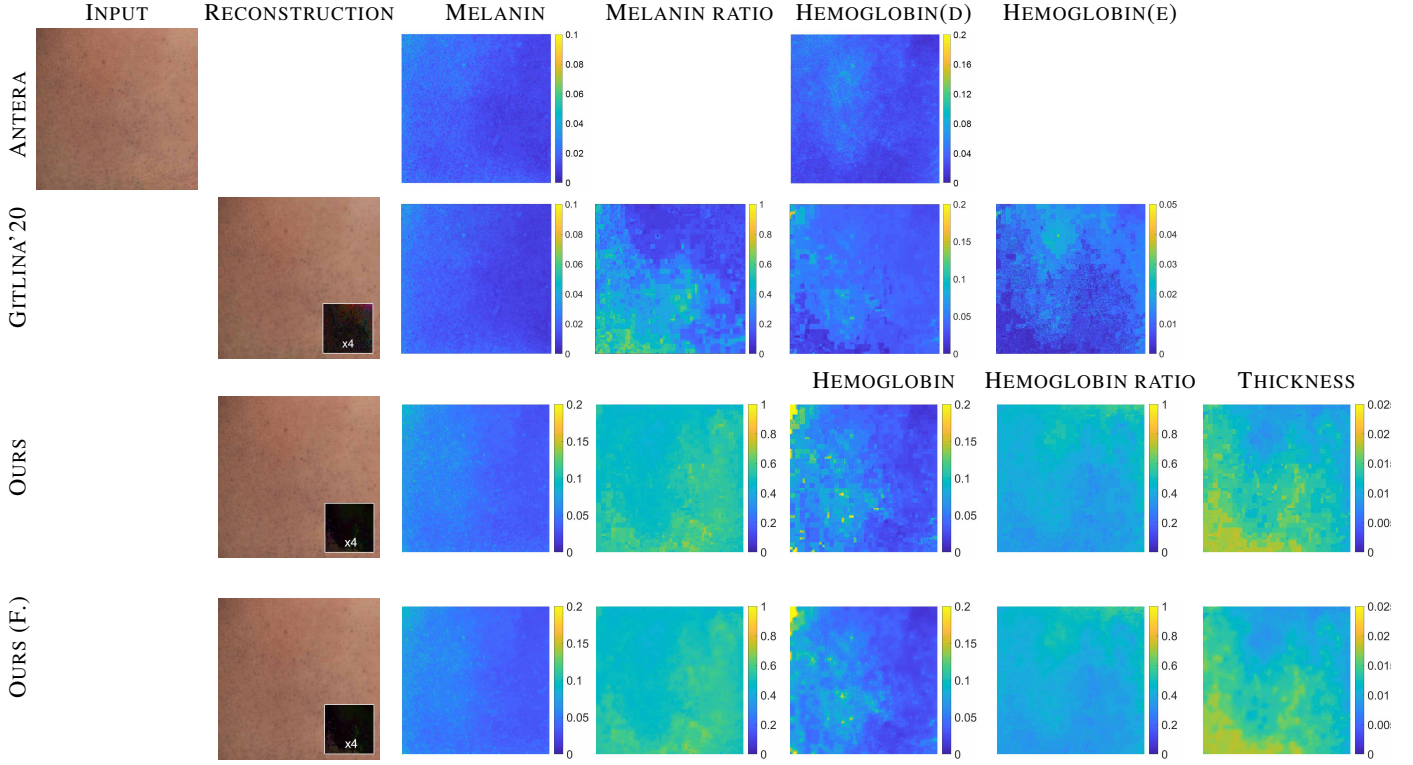 INPUT RECONSTRUCTION MELANIN MELANIN RATIO HEMOGLOBIN(D) HEMOGLOBIN(E)
ANTERA
0.1 0.08 0.06 0.04 0.02 0
0.2 0.16 0.12 0.08 0.04 0
GITLINA'20
x4
0.1 0.08 0.06 0.04 0.02 0
1 0.8 0.6 0.4 0.2 0
0.2 0.15 0.1 0.05 0
0.05 0.04 0.03 0.02 0.01 0
HEMOGLOBIN HEMOGLOBIN RATIO THICKNESS
OURS
x4
0.2 0.15 0.1 0.05 0
1 0.8 0.6 0.4 0.2 0
0.2 0.15 0.1 0.05 0
1 0.8 0.6 0.4 0.2 0
0.02 0.015 0.01 0.005 0
OURS (F.)
x4
0.2 0.15 0.1 0.05 0
1 0.8 0.6 0.4 0.2 0
0.2 0.15 0.1 0.05 0
1 0.8 0.6 0.4 0.2 0
0.02 0.01 0